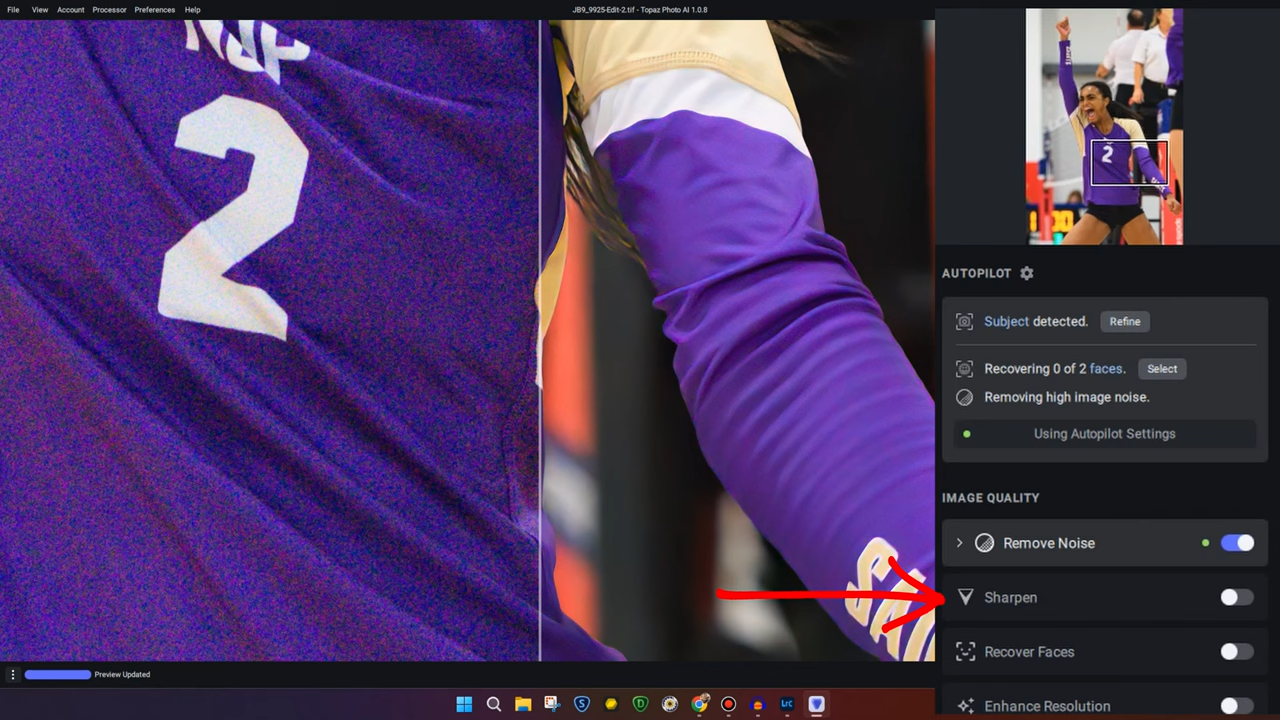 File View Account Processor Preferences Help
JB9_9925-Edit-2.tif - Topaz Photo AI 1.0.8
2
2
AUTOPILOT
Subject detected. Refine
Recovering 0 of 2 faces. Select
Removing high image noise.
Using Autopilot Settings
IMAGE QUALITY
Remove Noise
Sharpen
Recover Faces
Enhance Resolution
Preview Updated
LrC